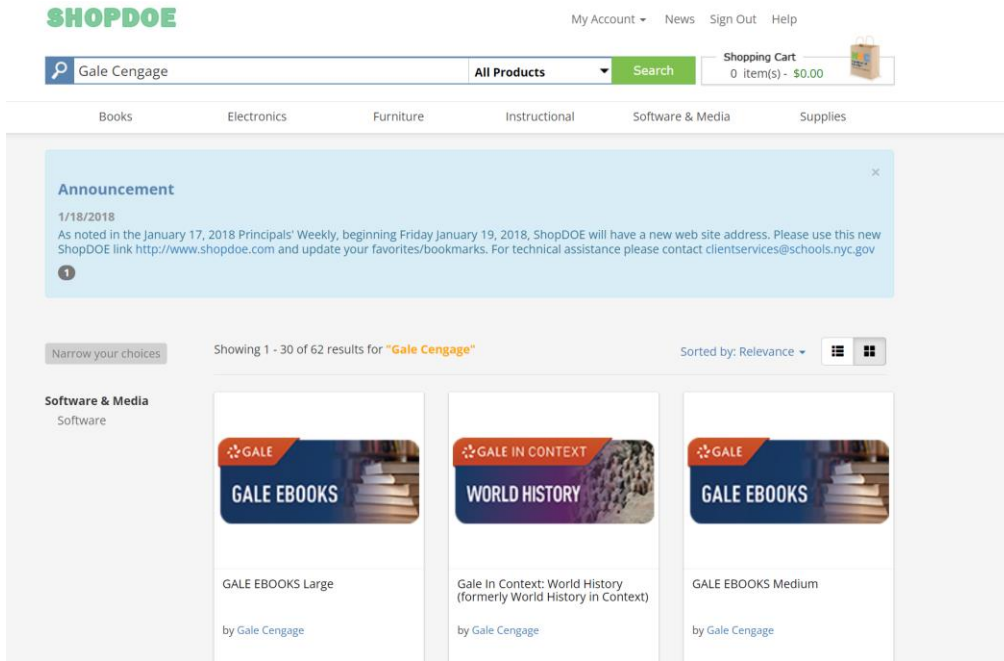 SHOPDOE
My Account News Sign Out Help
Gale Cengage
All Products
Search
Shopping Cart
0 item(s) - $0.00
Books Electronics Furniture Instructional Software & Media Supplies
×
Announcement
1/18/2018
As noted in the January 17, 2018 Principals' Weekly, beginning Friday January 19, 2018, ShopDOE will have a new web site address. Please use this new
ShopDOE link http://www.shopdoe.com and update your favorites/bookmarks. For technical assistance please contact clientservices@schools.nyc.gov
1
Narrow your choices
Showing 1 - 30 of 62 results for "Gale Cengage"
Sorted by: Relevance
Software & Media
Software
GALE
GALE EBOOKS
GALE IN CONTEXT
WORLD HISTORY
GALE
GALE EBOOKS
GALE EBOOKS Large
by Gale Cengage
Gale In Context: World History
(formerly World History in Context)
by Gale Cengage
GALE EBOOKS Medium
by Gale Cengage